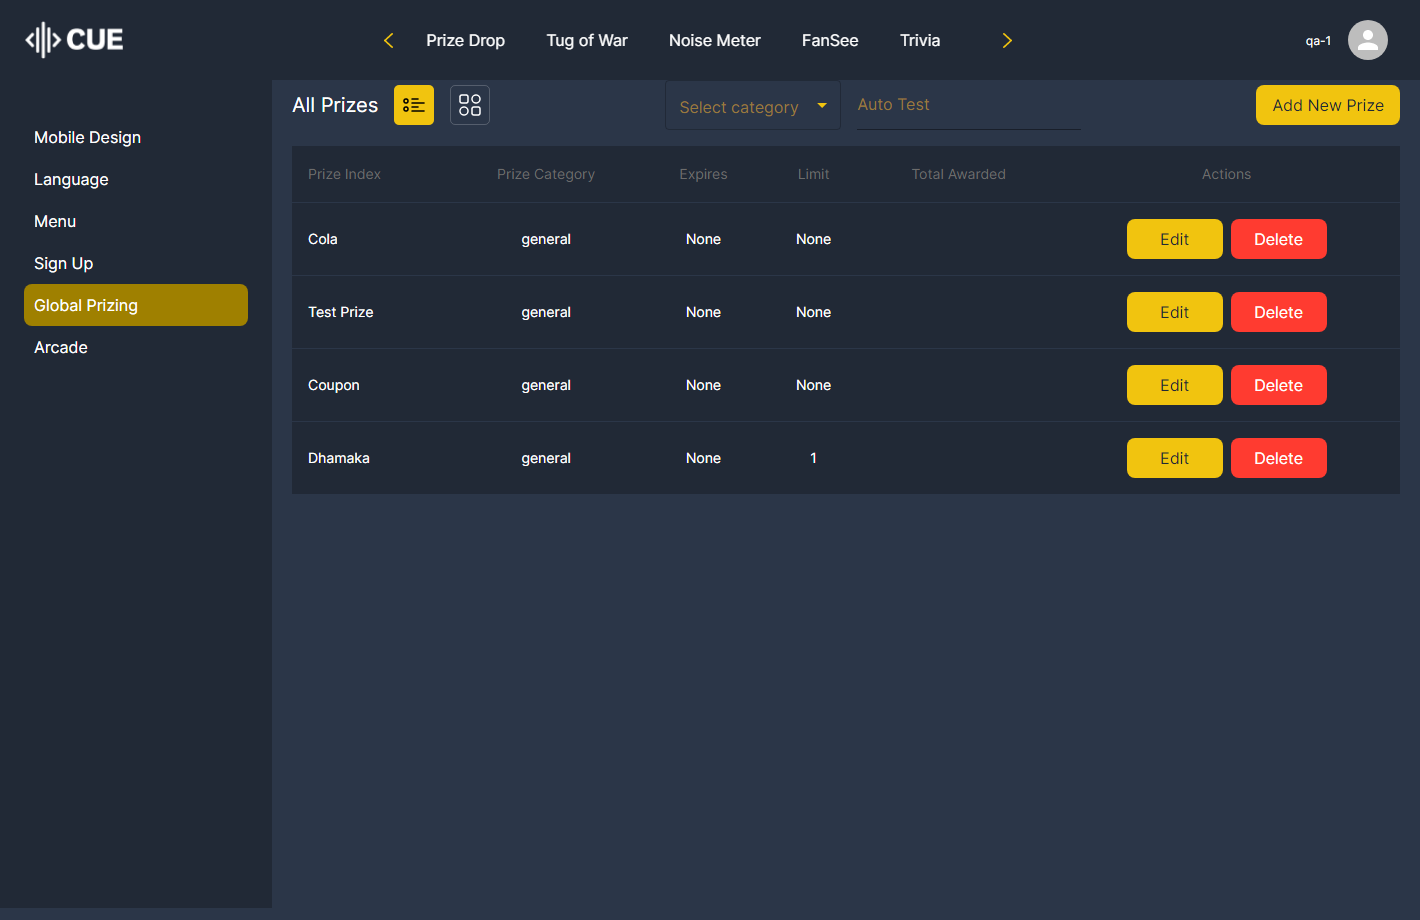 CUE
Prize Drop Tug of War Noise Meter FanSee Trivia
qa-1
Mobile Design
Language
Menu
Sign Up
Global Prizing
Arcade
All Prizes Select category Auto Test Add New Prize
Prize Index Prize Category Expires Limit Total Awarded Actions
Cola general None None Edit Delete
Test Prize general None None Edit Delete
Coupon general None None Edit Delete
Dhamaka general None 1 Edit Delete